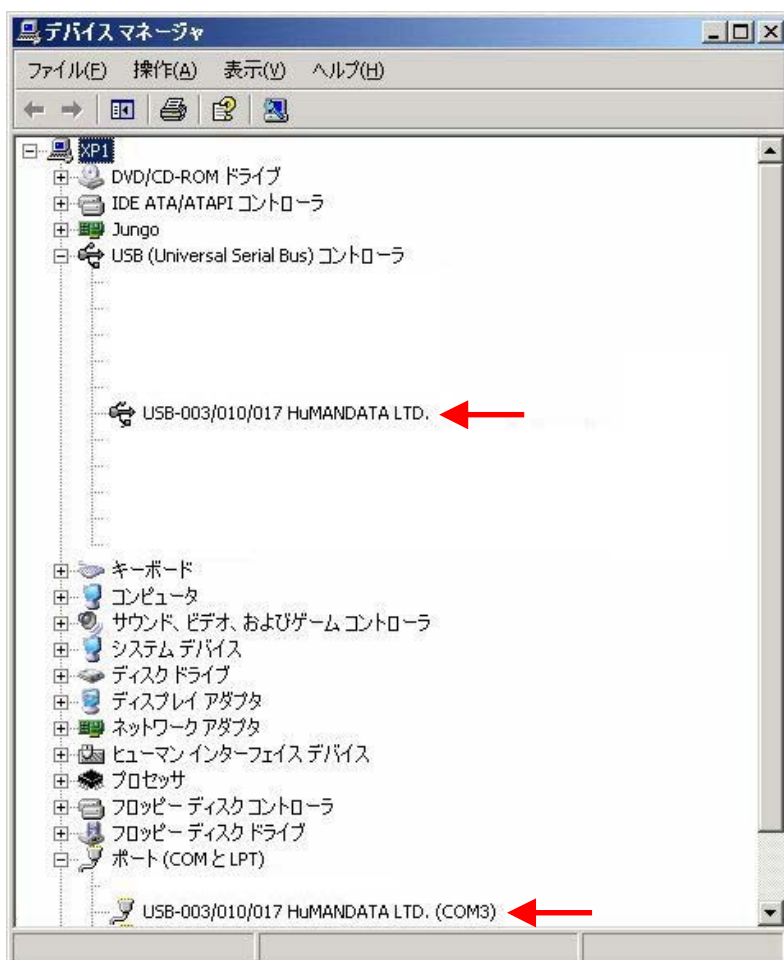 デバイス マネージャ
ファイル(F) 操作(A) 表示(V) ヘルプ(H)
XP1
DVD/CD-ROM ドライブ
IDE ATA/ATAPI コントローラ
Jungo
USB (Universal Serial Bus) コントローラ
USB-003/010/017 HuMANDATA LTD.
キーボード
コンピュータ
サウンド、ビデオ、およびゲーム コントローラ
システム デバイス
ディスク ドライブ
ディスプレイ アダプタ
ネットワーク アダプタ
ヒューマン インターフェイス デバイス
プロセッサ
フロッピー ディスク コントローラ
フロッピー ディスク ドライブ
ポート (COM と LPT)
USB-003/010/017 HuMANDATA LTD. (COM3)